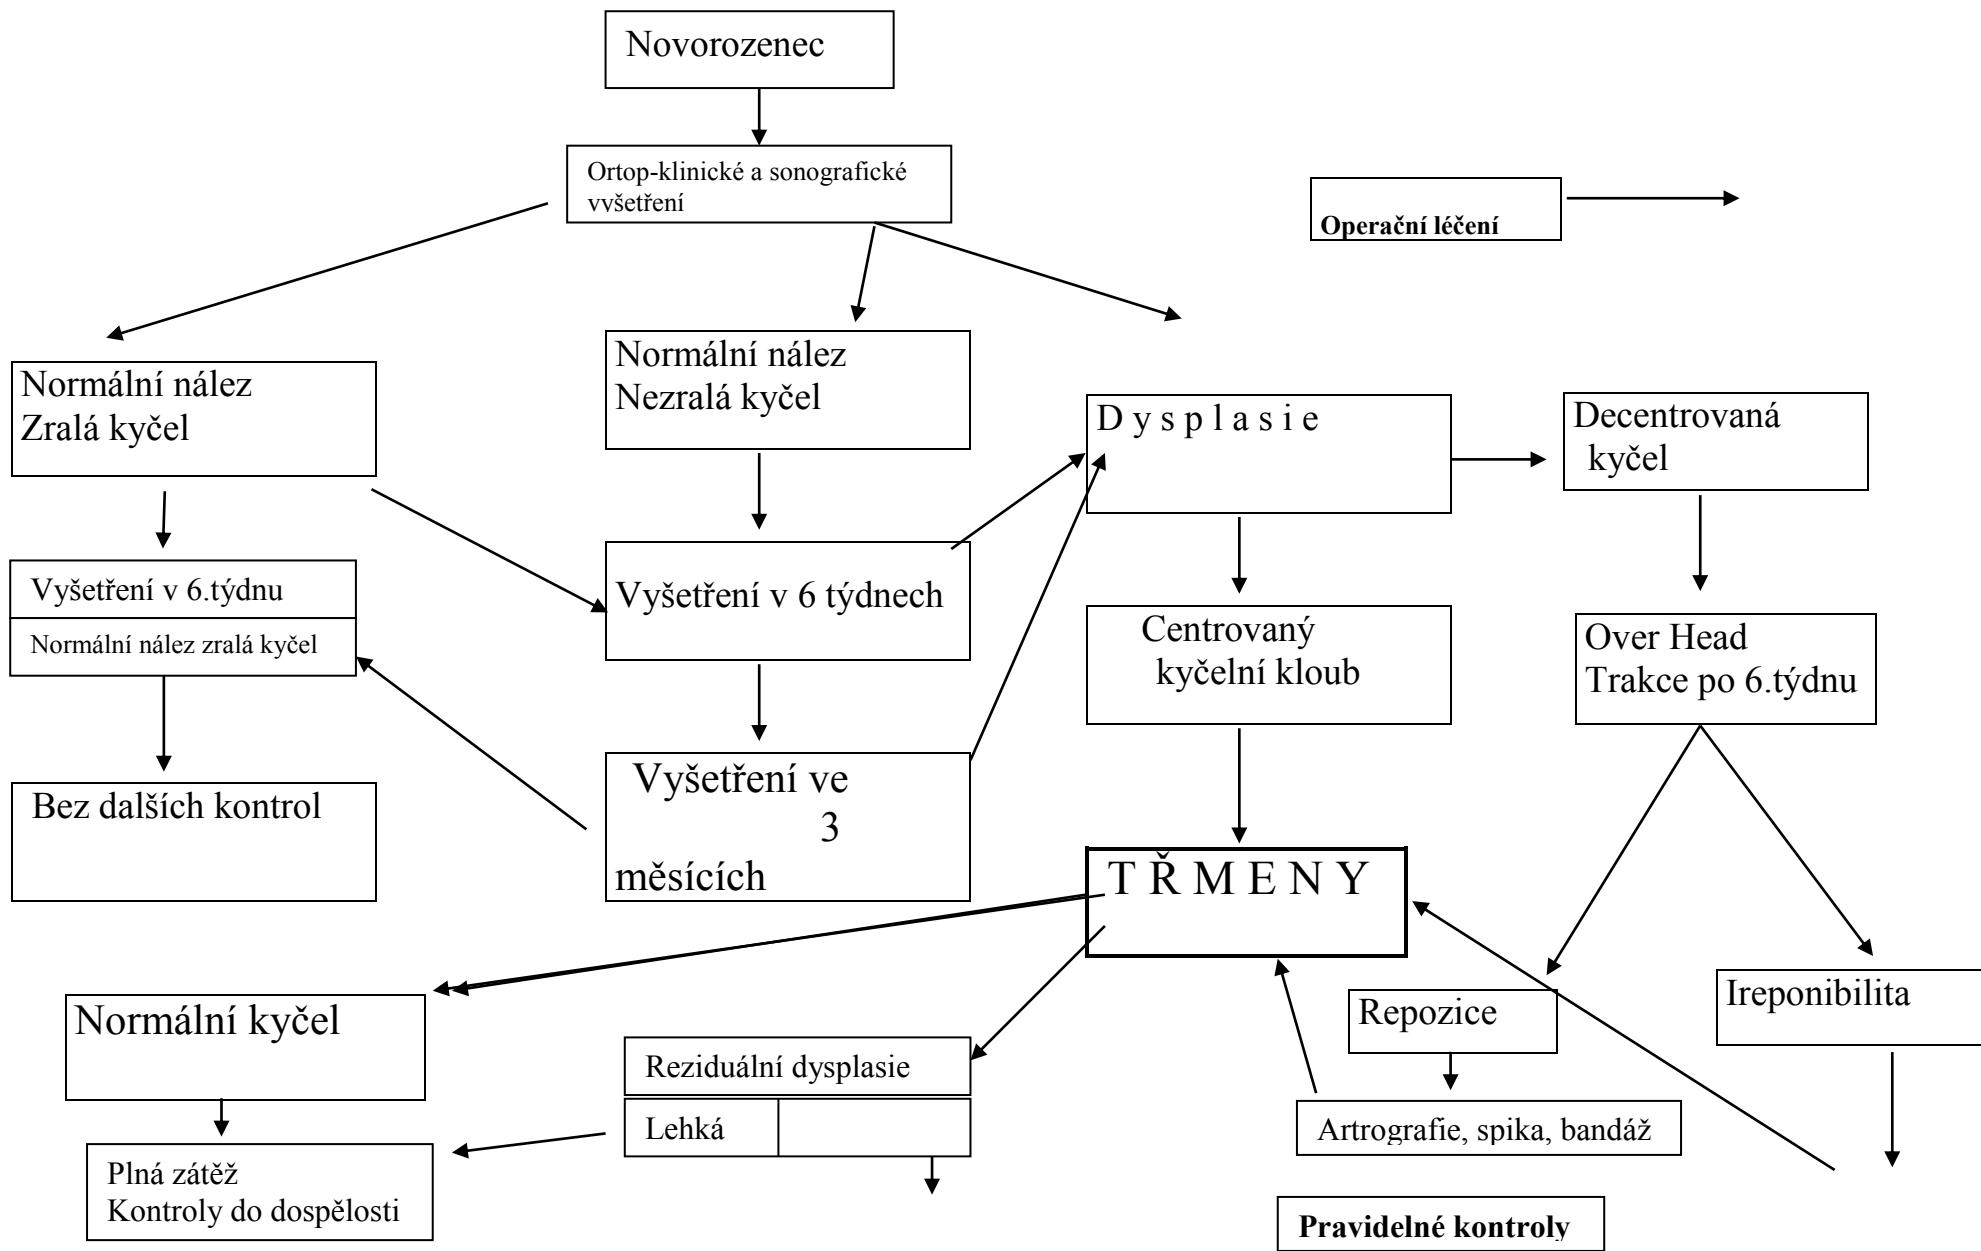 Novorozenec
Ortop-klinické a sonografické
vyšetření
Operační léčení
Normální nález
Zralá kyčel
Normální nález
Nezralá kyčel
D y s p l a s i e
Decentrovaná
kyčel
Vyšetření v 6.týdnu
Normální nález zralá kyčel
Vyšetření v 6 týdnech
Centrovaný
kyčelní kloub
Over Head
Trakce po 6.týdnu
Bez dalších kontrol
Vyšetření ve
3
měsících
T Ř M E N Y
Normální kyčel
Reziduální dysplasie
Lehká
Repozice
Ireponibilita
Artrografie, spika, bandáž
Plná zátěž
Kontroly do dospělosti
Pravidelné kontroly